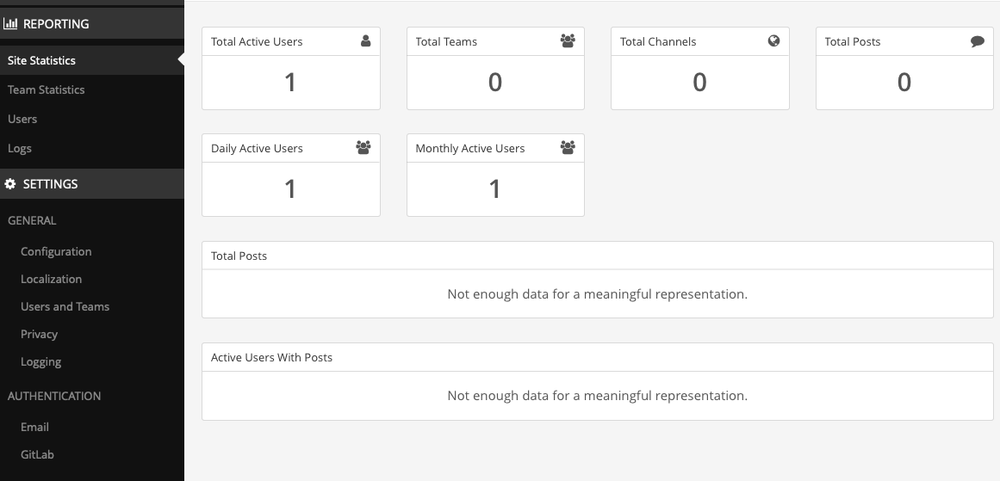 REPORTING
Site Statistics
Team Statistics
Users
Logs
SETTINGS
GENERAL
Configuration
Localization
Users and Teams
Privacy
Logging
AUTHENTICATION
Email
GitLab
Total Active Users
1
Total Teams
0
Total Channels
0
Total Posts
0
Daily Active Users
1
Monthly Active Users
1
Total Posts
Not enough data for a meaningful representation.
Active Users With Posts
Not enough data for a meaningful representation.